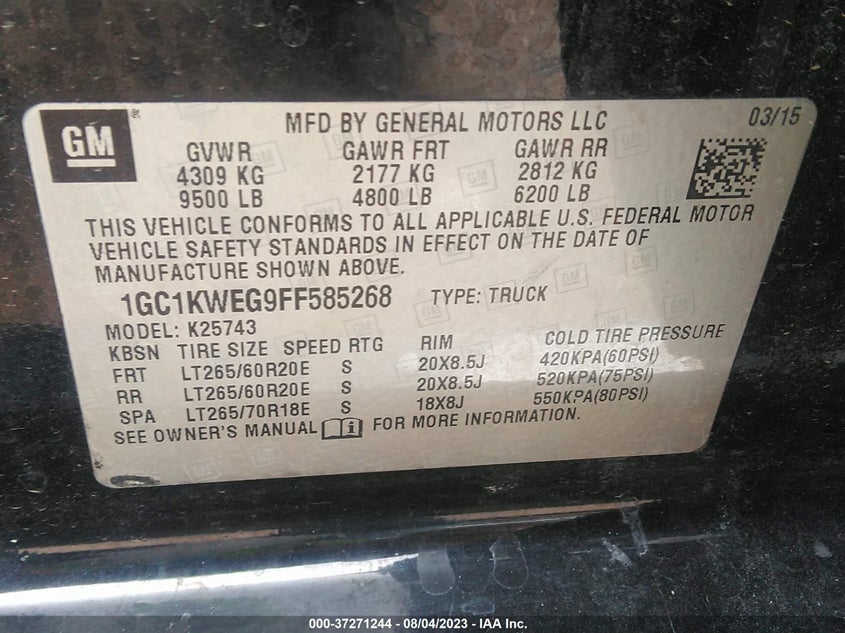 GM
MFD BY GENERAL MOTORS LLC
03/15
GVWR GAWR FRT GAWR RR
4309 KG 2177 KG 2812 KG
9500 LB 4800 LB 6200 LB
THIS VEHICLE CONFORMS TO ALL APPLICABLE U.S. FEDERAL MOTOR
VEHICLE SAFETY STANDARDS IN EFFECT ON THE DATE OF
MANUFACTURE SHOWN ABOVE.
1GC1KWEG9FF585268 TYPE: TRUCK
MODEL: K25743
KBSN TIRE SIZE SPEED RTG RIM COLD TIRE PRESSURE
FRT LT265/60R20E S 20X8.5J 420KPA(60PSI)
RR LT265/60R20E S 20X8.5J 520KPA(75PSI)
SPA LT265/70R18E S 18X8J 550KPA(80PSI)
SEE OWNER'S MANUAL i FOR MORE INFORMATION.
000-37271244 - 08/04/2023 - IAA Inc.